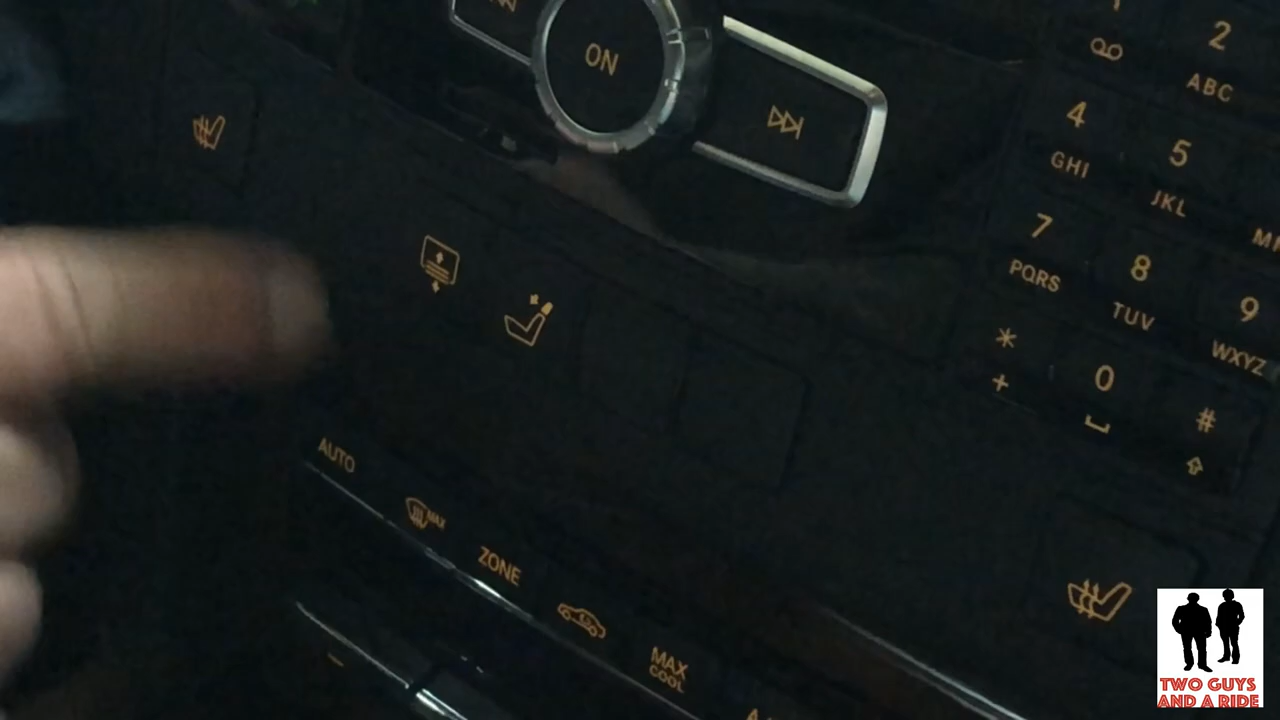 ON
2
ABC
4
GHI
5
JKL
7
PQRS
8
TUV
9
WXYZ
*
+
0
#
AUTO
MAX
ZONE
MAX
COOL
TWO GUYS
AND A RIDE